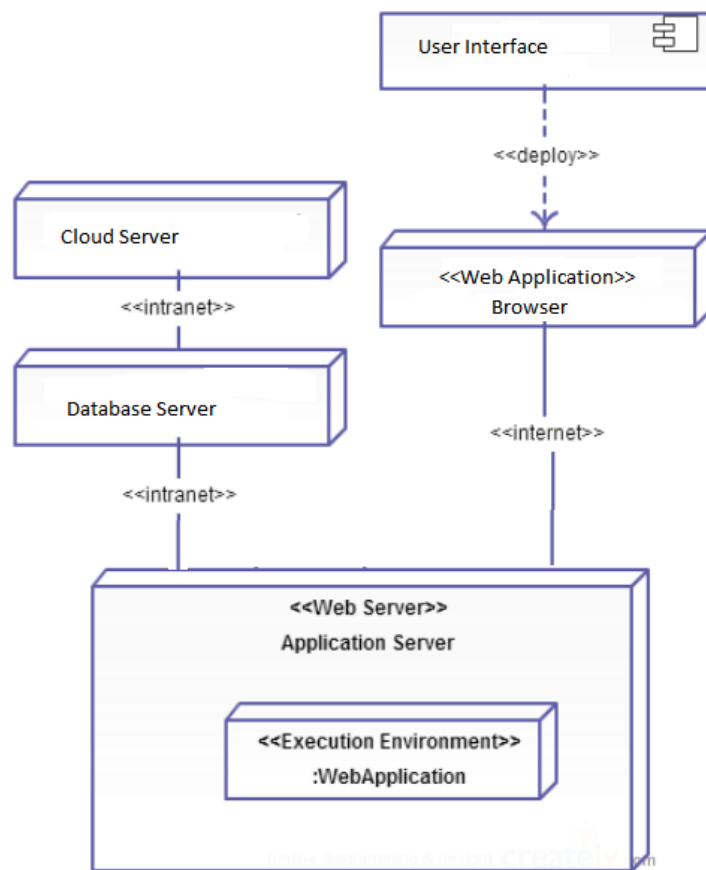 User Interface
<<deploy>>
Cloud Server
<<Web Application>>
Browser
<<intranet>>
Database Server
<<internet>>
<<intranet>>
<<Web Server>>
Application Server
<<Execution Environment>>
:WebApplication
creately